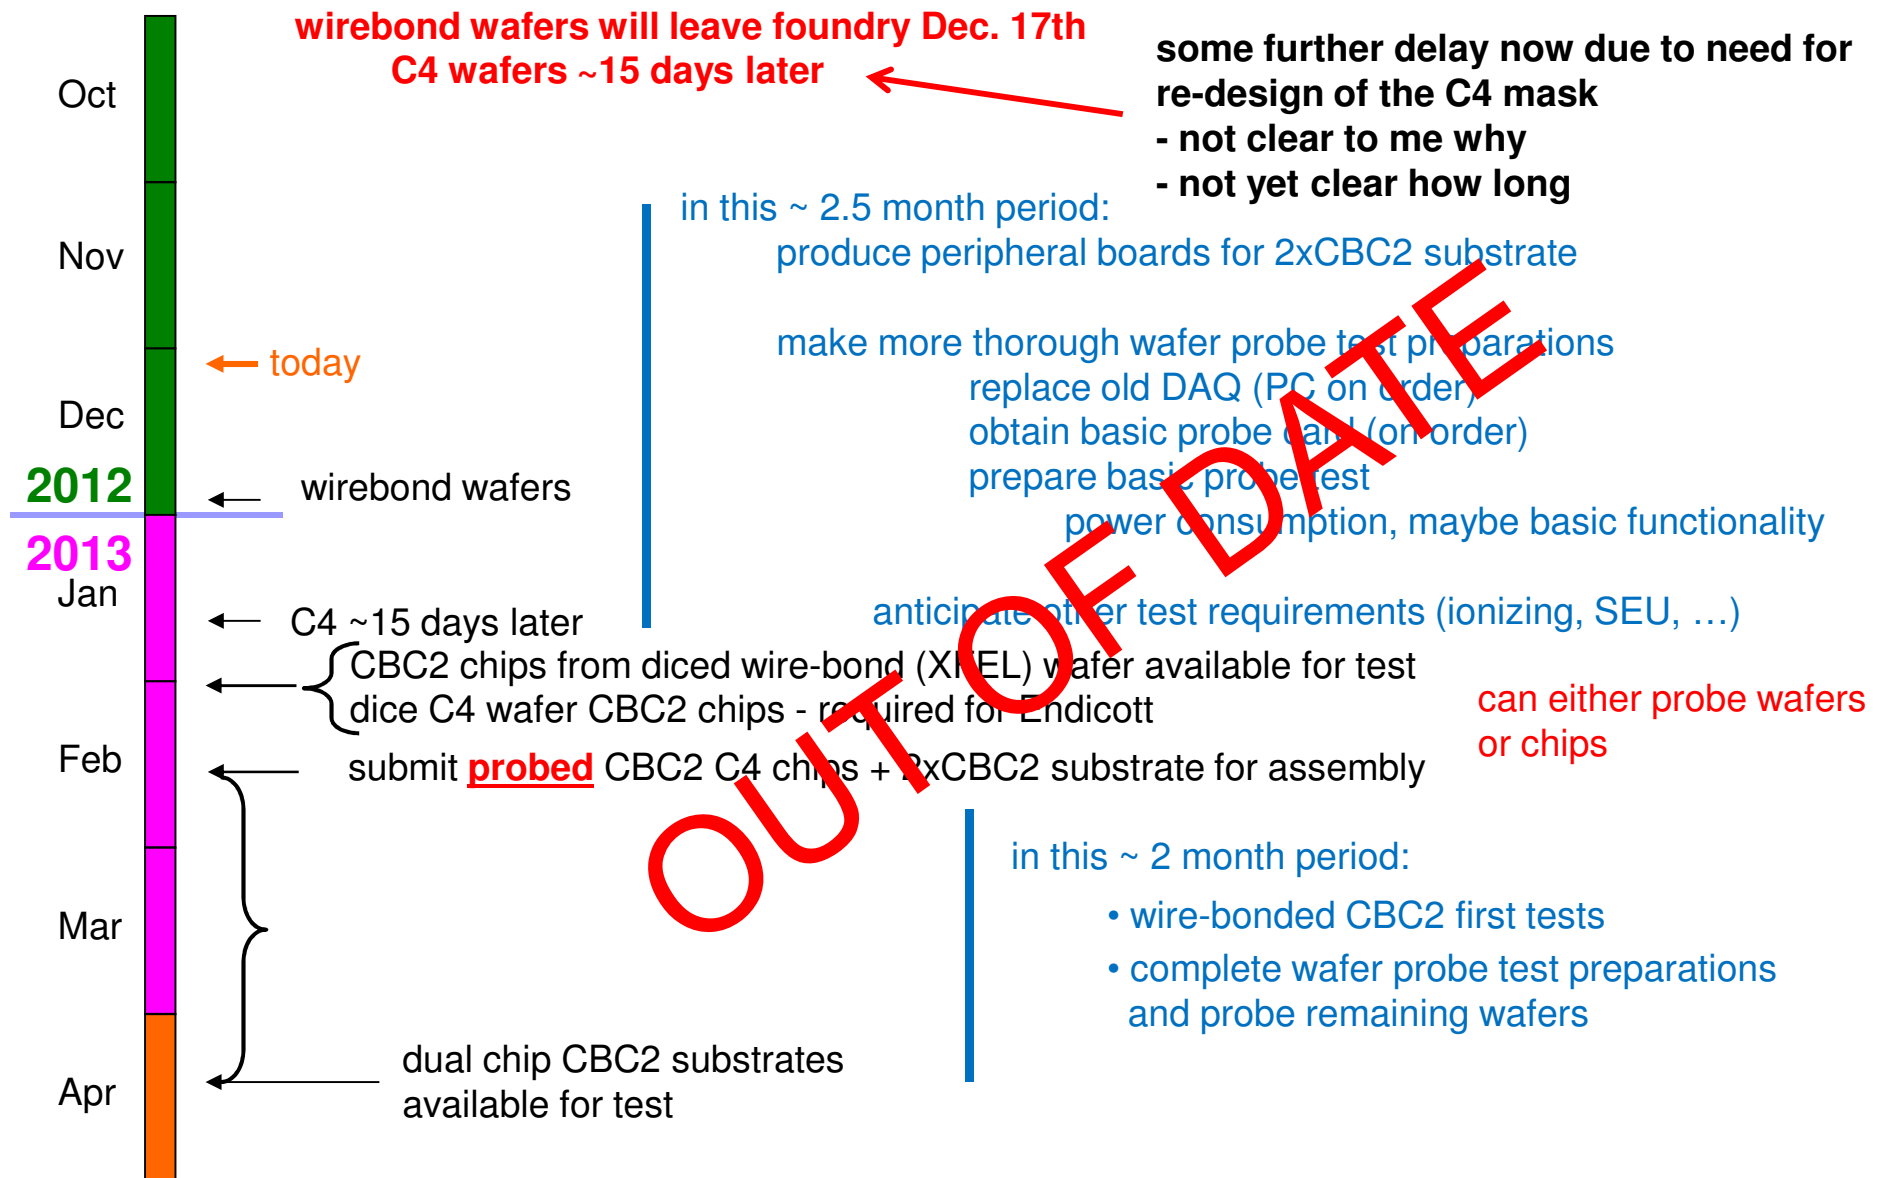 wirebond wafers will leave foundry Dec. 17th
C4 wafers ~15 days later
some further delay now due to need for
re-design of the C4 mask
- not clear to me why
- not yet clear how long
Oct
in this ~ 2.5 month period:
Nov
produce peripheral boards for 2xCBC2 substrate
make more thorough wafer probe test preparations
today
replace old DAQ (PC on order)
Dec
obtain basic probe card (on order)
prepare basic probe test
2012
wirebond wafers
power consumption, maybe basic functionality
2013
Jan
anticipate other test requirements (ionizing, SEU, …)
C4 ~15 days later
CBC2 chips from diced wire-bond (XFEL) wafer available for test
dice C4 wafer CBC2 chips - required for Endicott
can either probe wafers
or chips
Feb
submit probed CBC2 C4 chips + 2xCBC2 substrate for assembly
OUT OF DATE
in this ~ 2 month period:
Mar
• wire-bonded CBC2 first tests
• complete wafer probe test preparations
and probe remaining wafers
dual chip CBC2 substrates
available for test
Apr